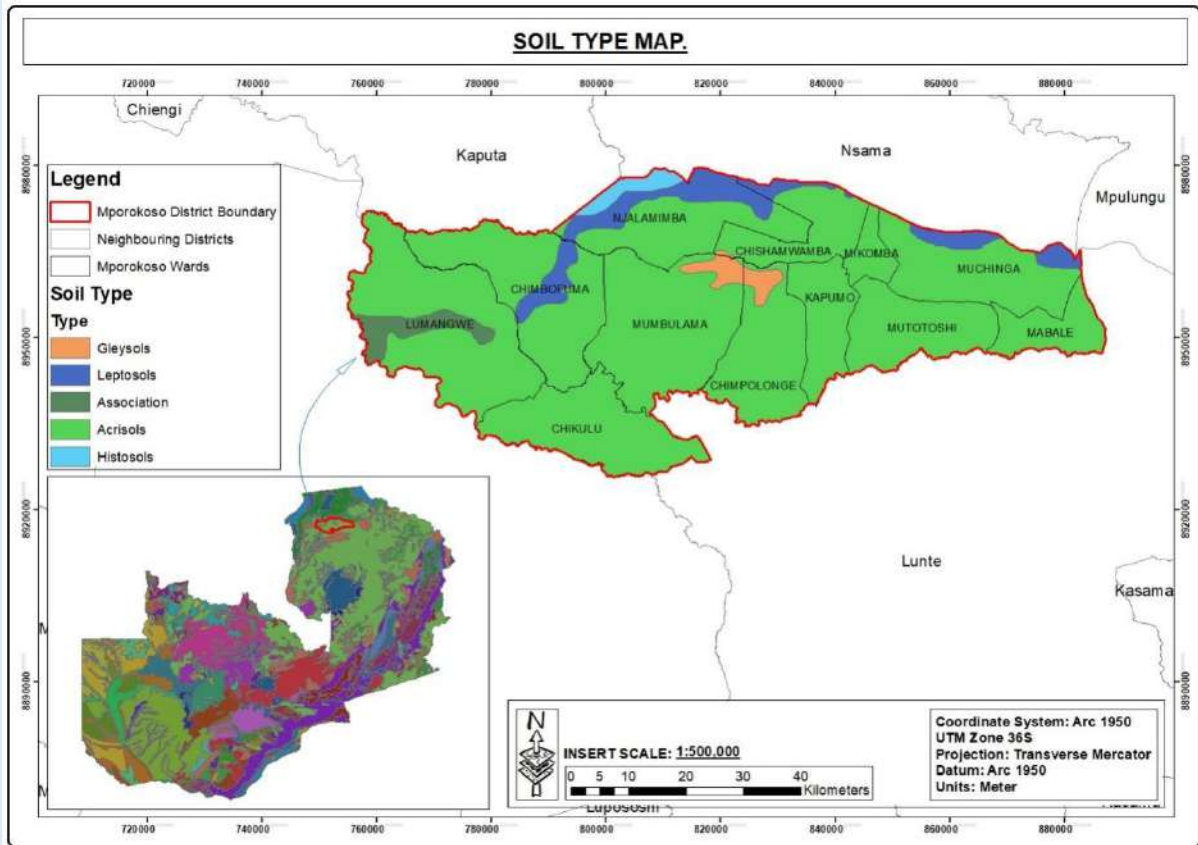 SOIL TYPE MAP.
720000 740000 760000 780000 800000 820000 840000 860000 880000
Chiengi
Kaputa
Nsama
Mpulungu
8980000
8980000
Legend
Mporokoso District Boundary
Neighbouring Districts
Mporokoso Wards
Soil Type
Type
Gleysols
Leptosols
Association
Acrisols
Histosols
NJALAMIMBA
CHISHAMWAMBA
MIKOMBA
MUCHINGA
CHIMBOFUMA
KAPUMO
LUMANGWE
MUMBULAMA
MUTOTOSHI
MABALE
CHIMPOLONGE
CHIKULU
8950000
8950000
8920000
8920000
Lunte
Kasama
8890000
8890000
N
INSERT SCALE: 1:500,000
0 5 10 20 30 40
Kilometers
Coordinate System: Arc 1950
UTM Zone 36S
Projection: Transverse Mercator
Datum: Arc 1950
Units: Meter
Lupososhi
720000 740000 760000 780000 800000 820000 840000 860000 880000